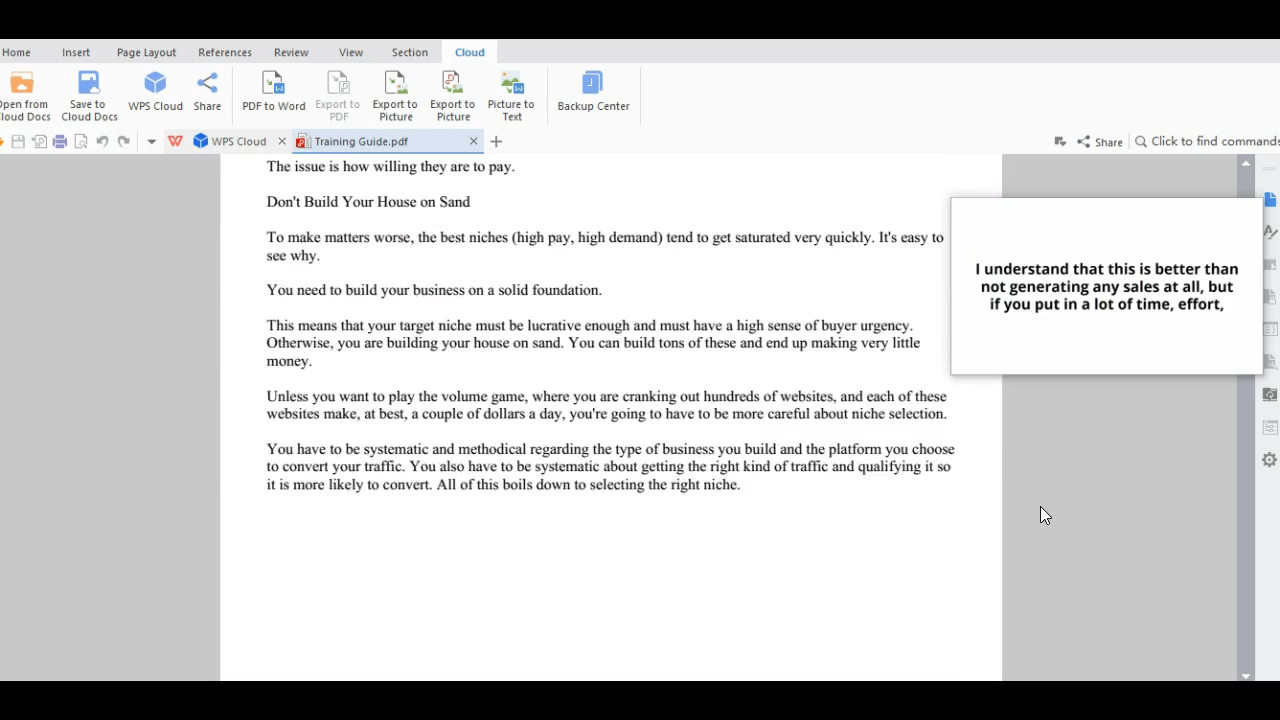 Home Insert Page Layout References Review View Section Cloud
Open from Cloud Docs
Save to Cloud Docs
WPS Cloud
Share
PDF to Word
Export to PDF
Export to Picture
Export to Picture
Picture to Text
Backup Center
WPS Cloud
Training Guide.pdf
Share
Click to find commands
The issue is how willing they are to pay.
Don't Build Your House on Sand
To make matters worse, the best niches (high pay, high demand) tend to get saturated very quickly. It's easy to
see why.
You need to build your business on a solid foundation.
This means that your target niche must be lucrative enough and must have a high sense of buyer urgency.
Otherwise, you are building your house on sand. You can build tons of these and end up making very little
money.
Unless you want to play the volume game, where you are cranking out hundreds of websites, and each of these
websites make, at best, a couple of dollars a day, you're going to have to be more careful about niche selection.
You have to be systematic and methodical regarding the type of business you build and the platform you choose
to convert your traffic. You also have to be systematic about getting the right kind of traffic and qualifying it so
it is more likely to convert. All of this boils down to selecting the right niche.
I understand that this is better than
not generating any sales at all, but
if you put in a lot of time, effort,